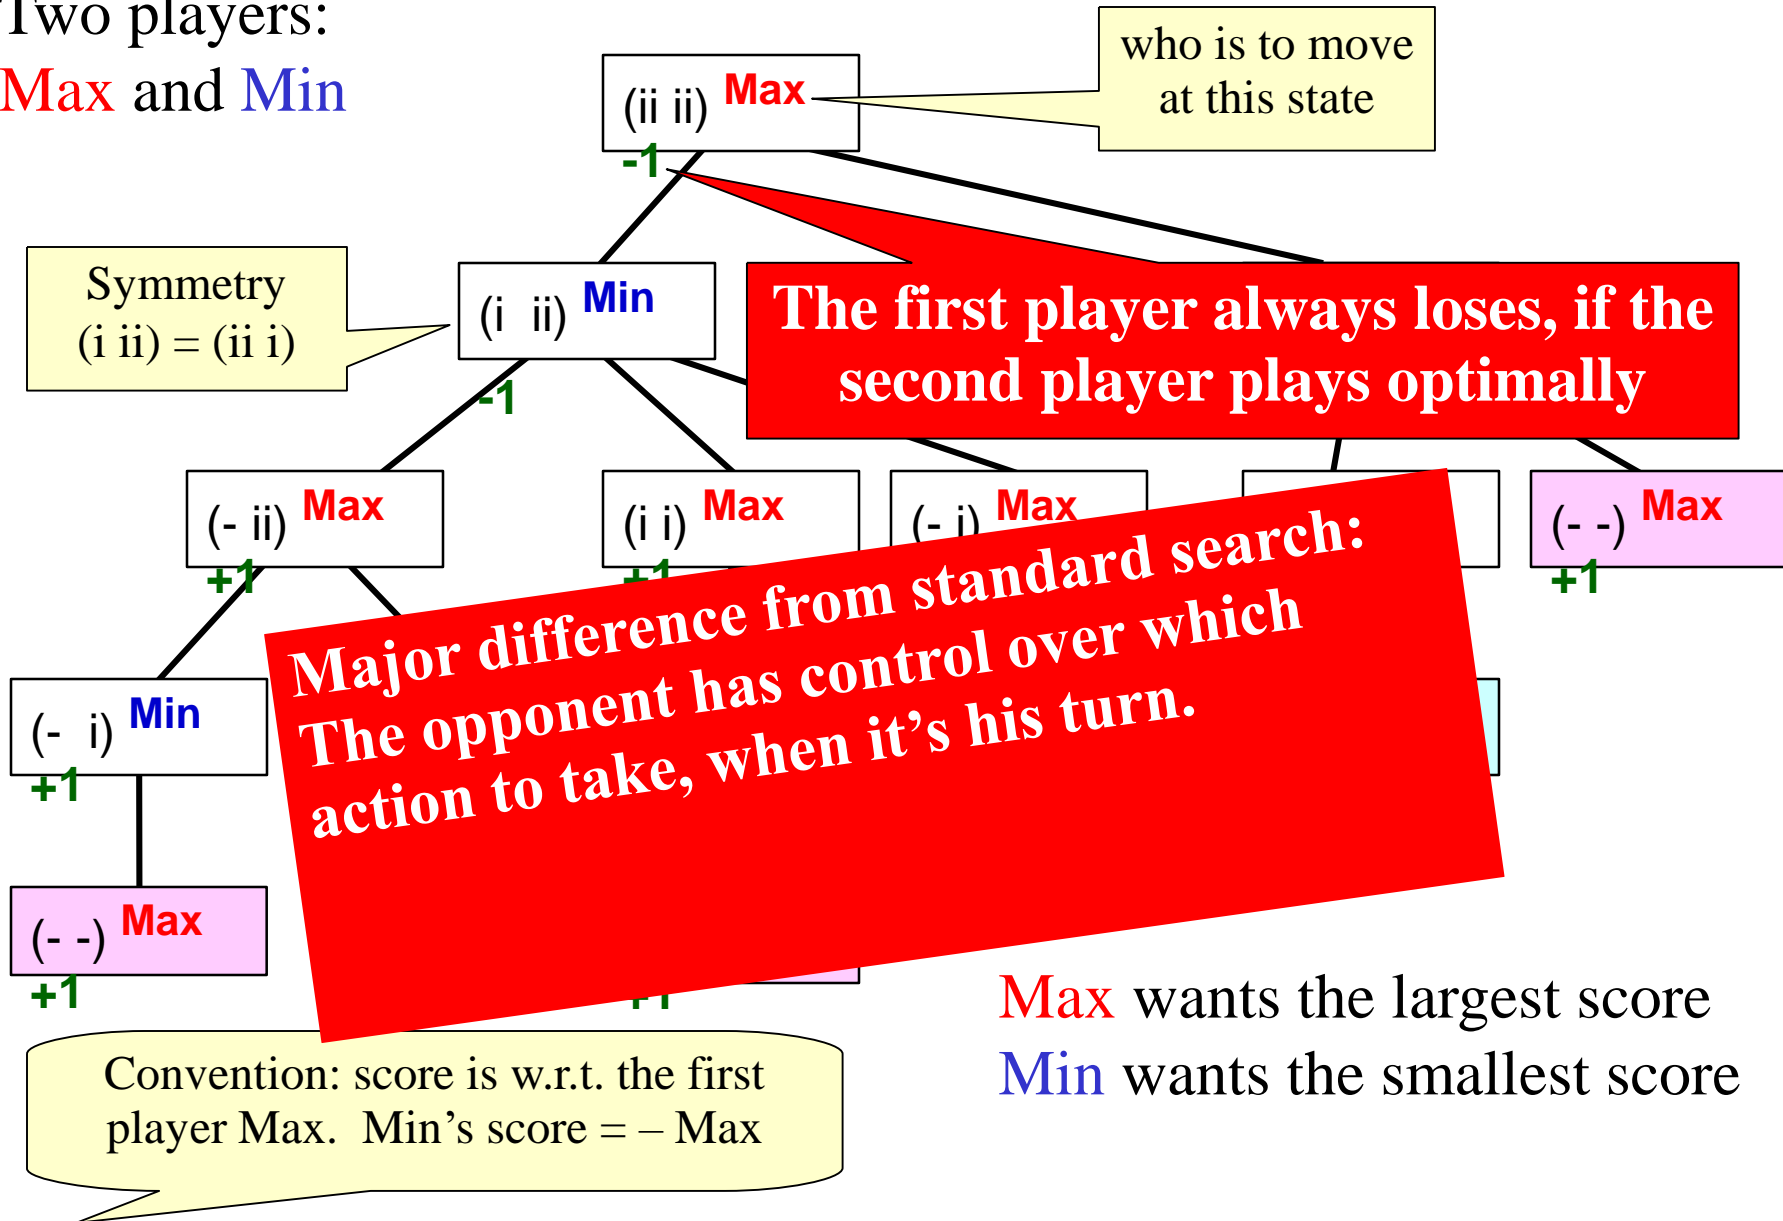 Two players:
Max and Min
who is to move
at this state
(ii ii) Max
-1
Symmetry
(i ii) = (ii i)
(i ii) Min
-1
The first player always loses, if the
second player plays optimally
(- ii) Max
+1
(i i) Max
+1
(- i) Max
(- -) Max
+1
Major difference from standard search:
The opponent has control over which
action to take, when it's his turn.
(- i) Min
+1
(- -) Max
+1
+1
Max wants the largest score
Min wants the smallest score
Convention: score is w.r.t. the first
player Max. Min's score = – Max